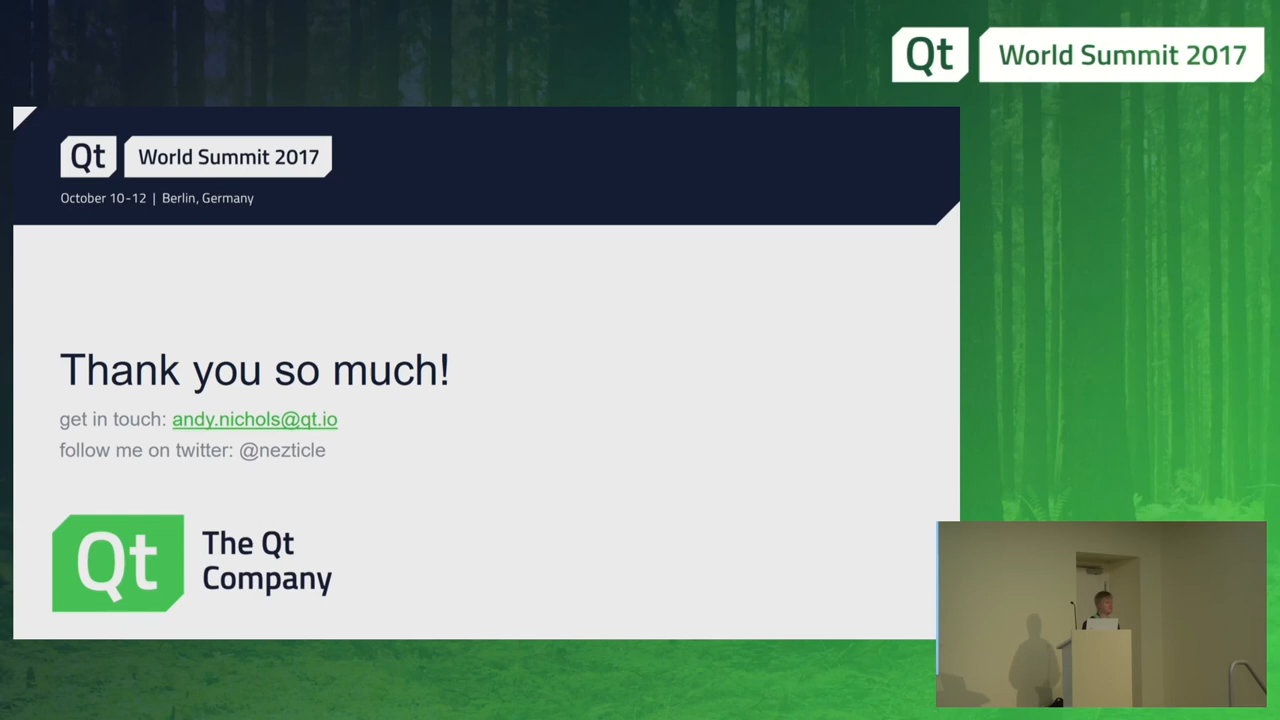 Qt World Summit 2017
Qt World Summit 2017
October 10-12 | Berlin, Germany
Thank you so much!
get in touch: andy.nichols@qt.io
follow me on twitter: @nezticle
Qt The Qt
Company